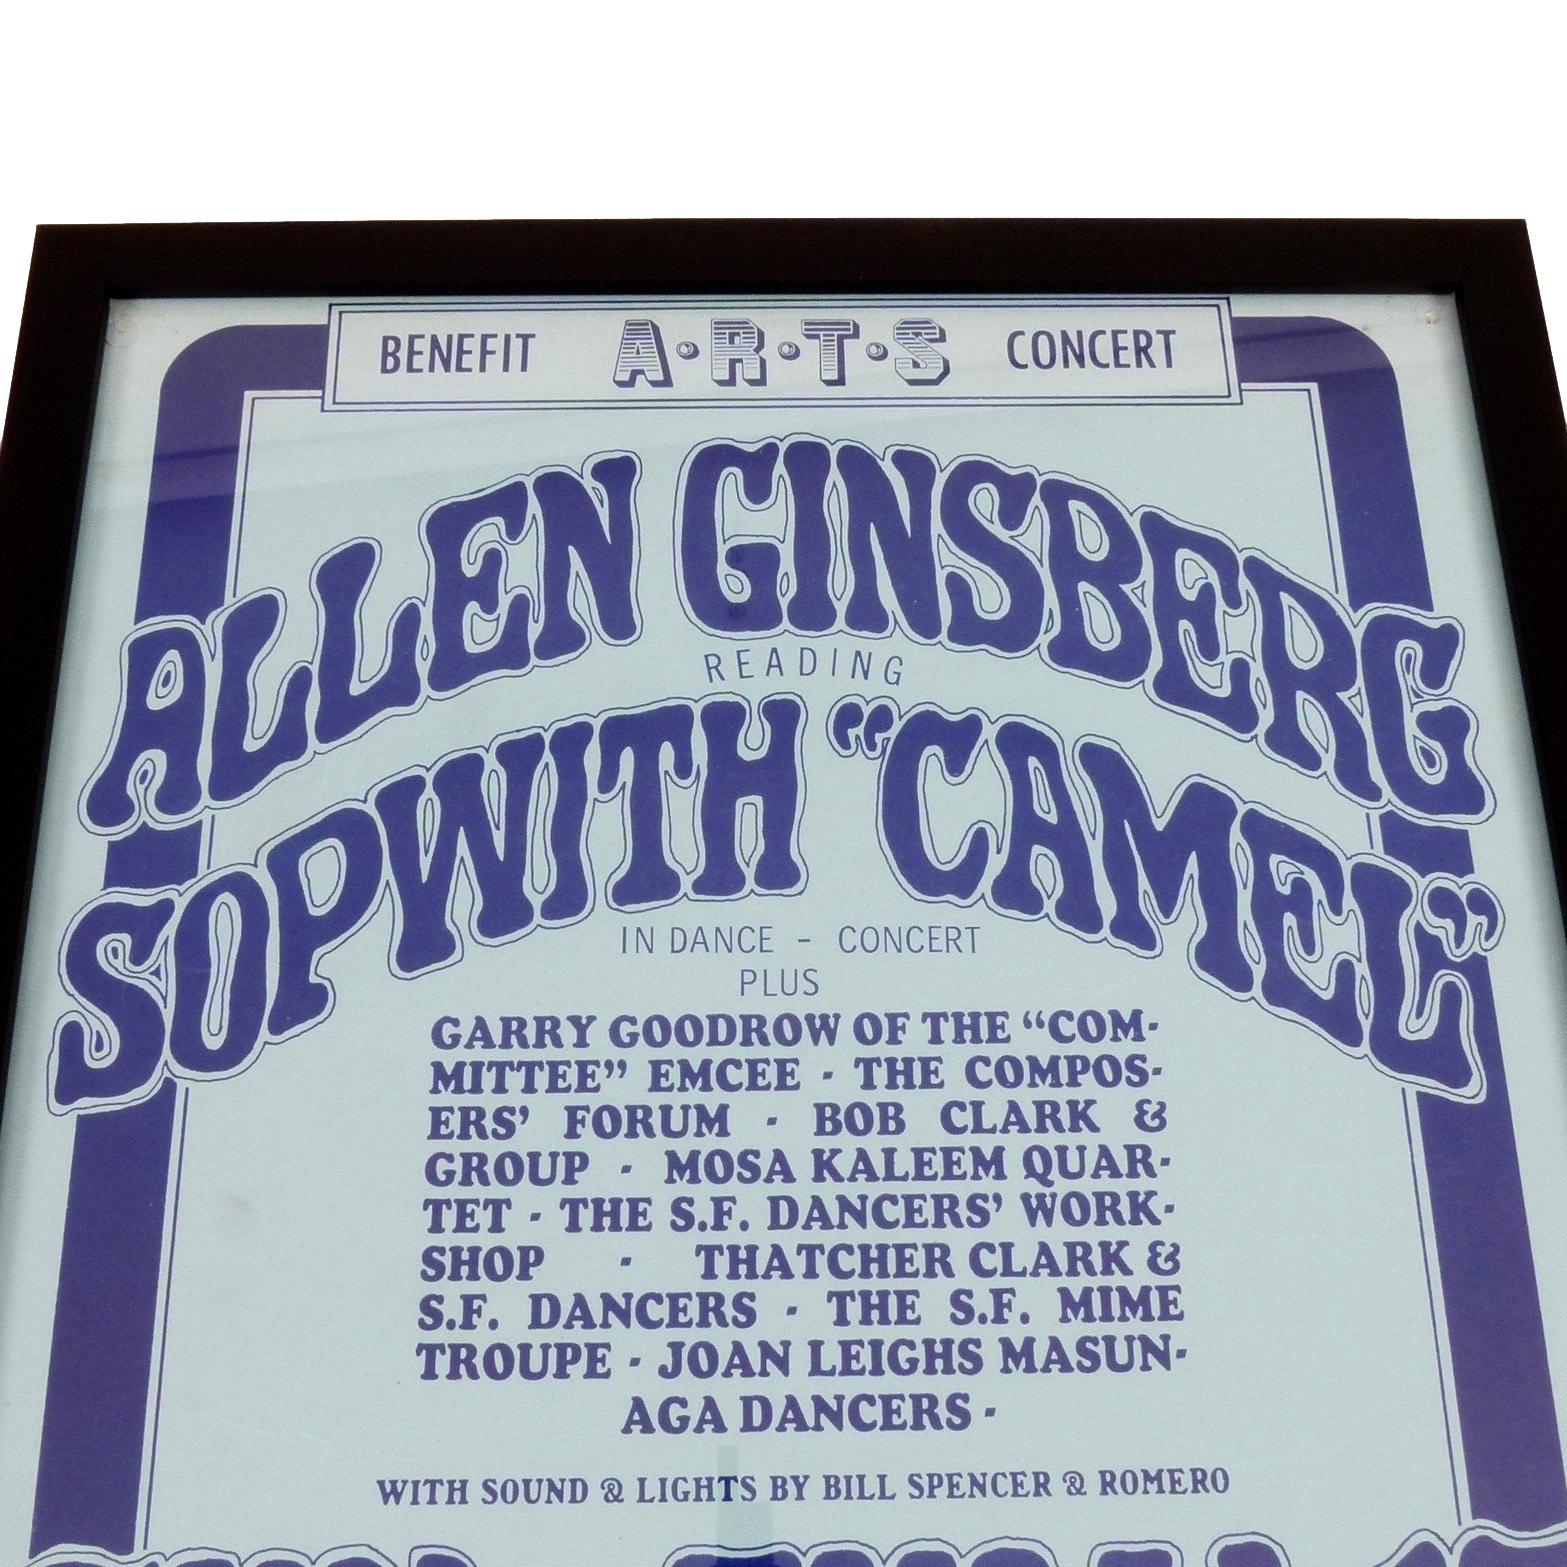 BENEFIT A•R•T•S CONCERT
ALLEN GINSBERG
READING
SOPWITH “CAMEL”
IN DANCE - CONCERT
PLUS
GARRY GOODROW OF THE “COM-
MITTEE” EMCEE - THE COMPOS-
ERS’ FORUM - BOB CLARK &
GROUP - MOSA KALEEM QUAR-
TET - THE S.F. DANCERS’ WORK-
SHOP - THATCHER CLARK &
S.F. DANCERS - THE S.F. MIME
TROUPE - JOAN LEIGHS MASUN-
AGA DANCERS -
WITH SOUND & LIGHTS BY BILL SPENCER & ROMERO